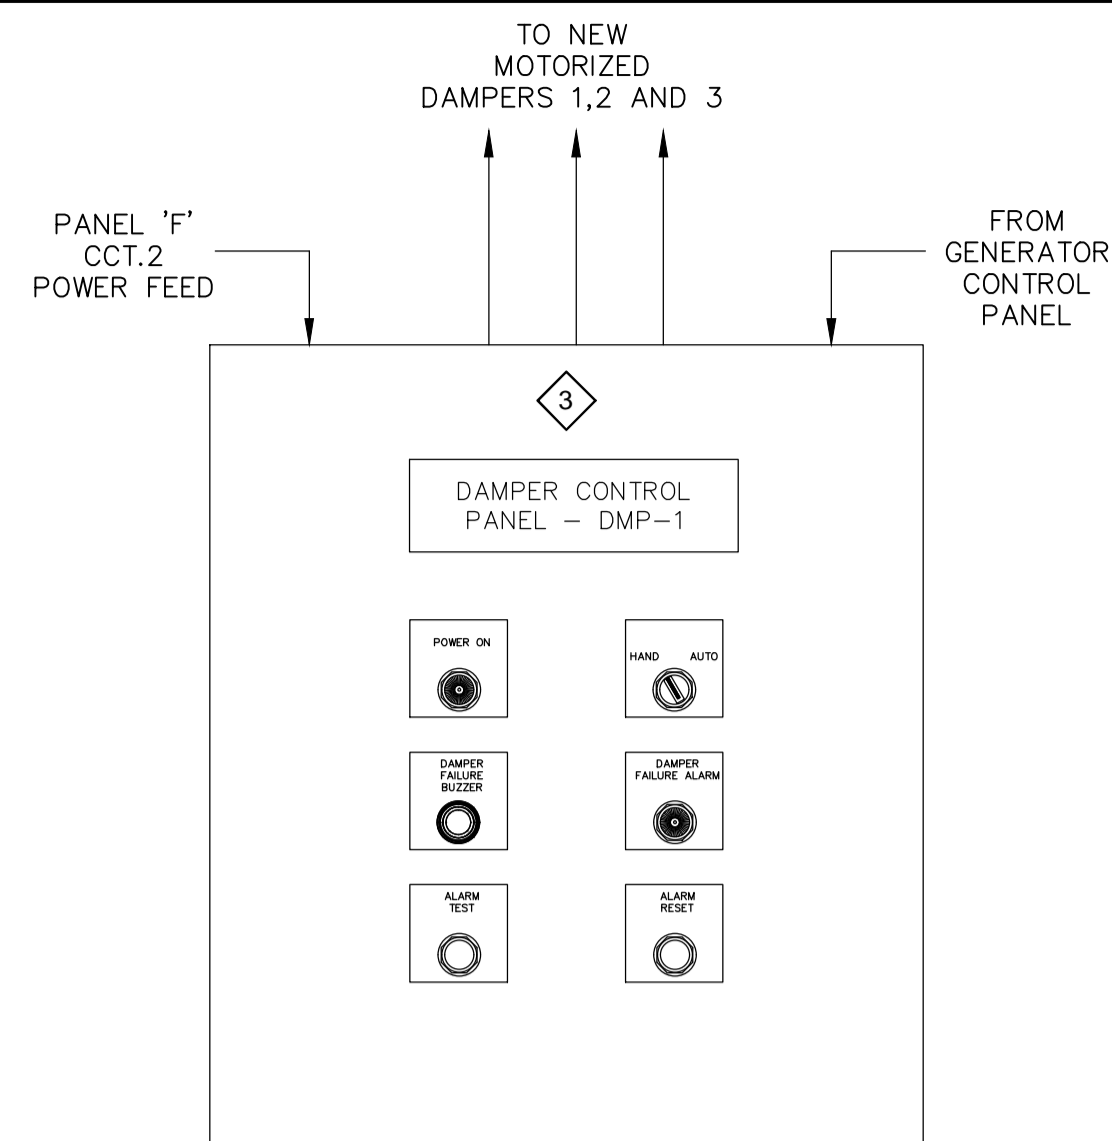 TO NEW
MOTORIZED
DAMPERS 1,2 AND 3
PANEL 'F'
CCT.2
POWER FEED
FROM
GENERATOR
CONTROL
PANEL
3
DAMPER CONTROL
PANEL – DMP–1
POWER ON
HAND AUTO
DAMPER
FAILURE
BUZZER
DAMPER
FAILURE ALARM
ALARM
TEST
ALARM
RESET